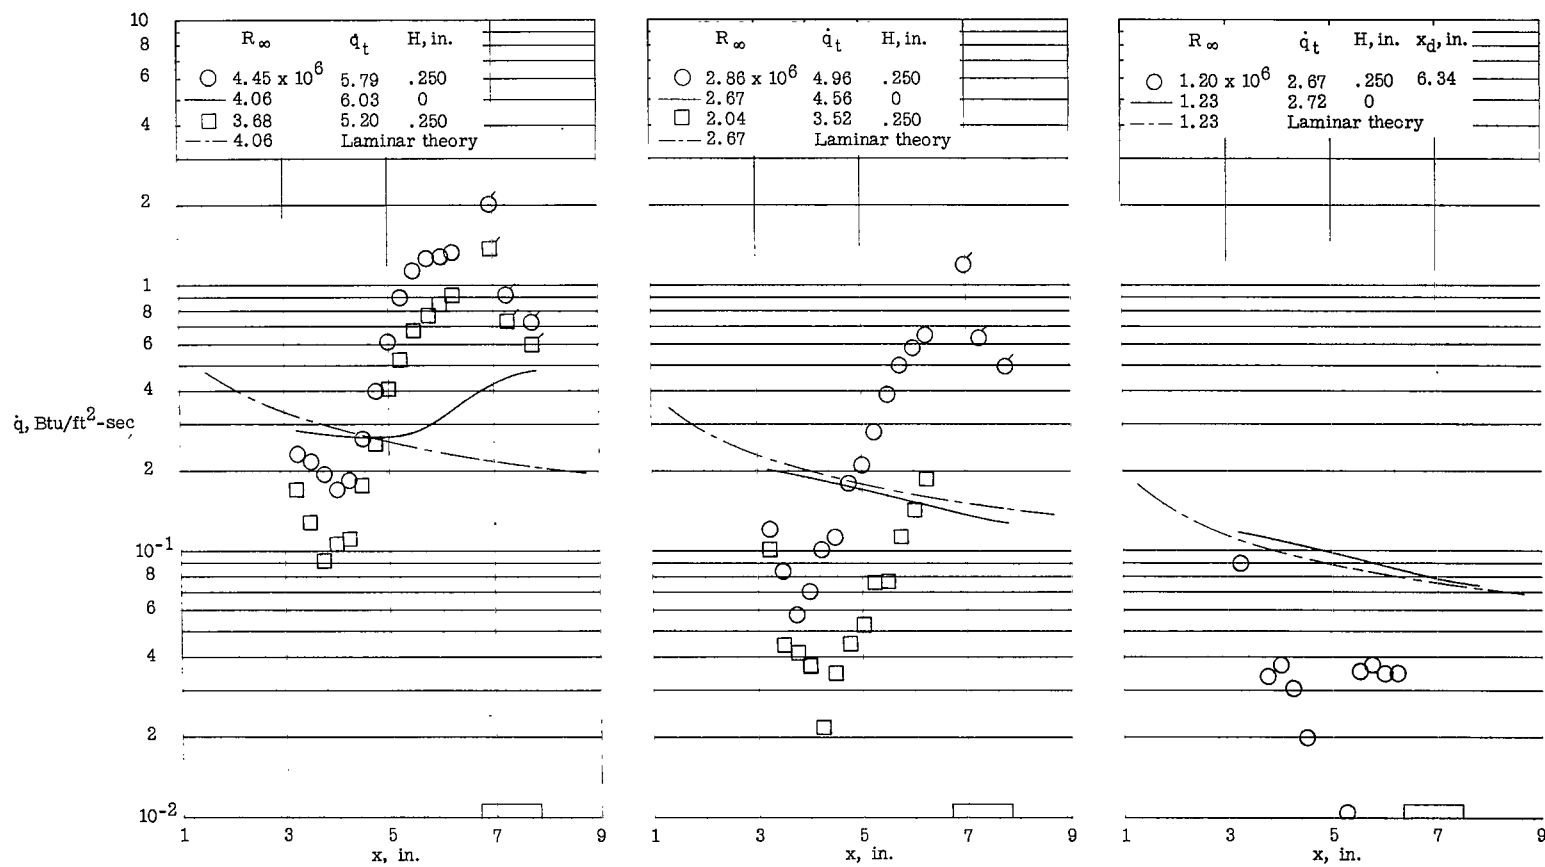 R∞ q̇t H, in.
4.45 x 10^6 5.79 .250
4.06 6.03 0
3.68 5.20 .250
4.06 Laminar theory
R∞ q̇t H, in.
2.86 x 10^6 4.96 .250
2.67 4.56 0
2.04 3.52 .250
2.67 Laminar theory
R∞ q̇t H, in. xd, in.
1.20 x 10^6 2.67 .250 6.34
1.23 2.72 0
1.23 Laminar theory
10
8
6
4
2
1
8
6
4
2
10^-1
8
6
4
2
10^-2
q̇, Btu/ft^2-sec
1 3 5 7 9
x, in.
1 3 5 7 9
x, in.
1 3 5 7 9
x, in.